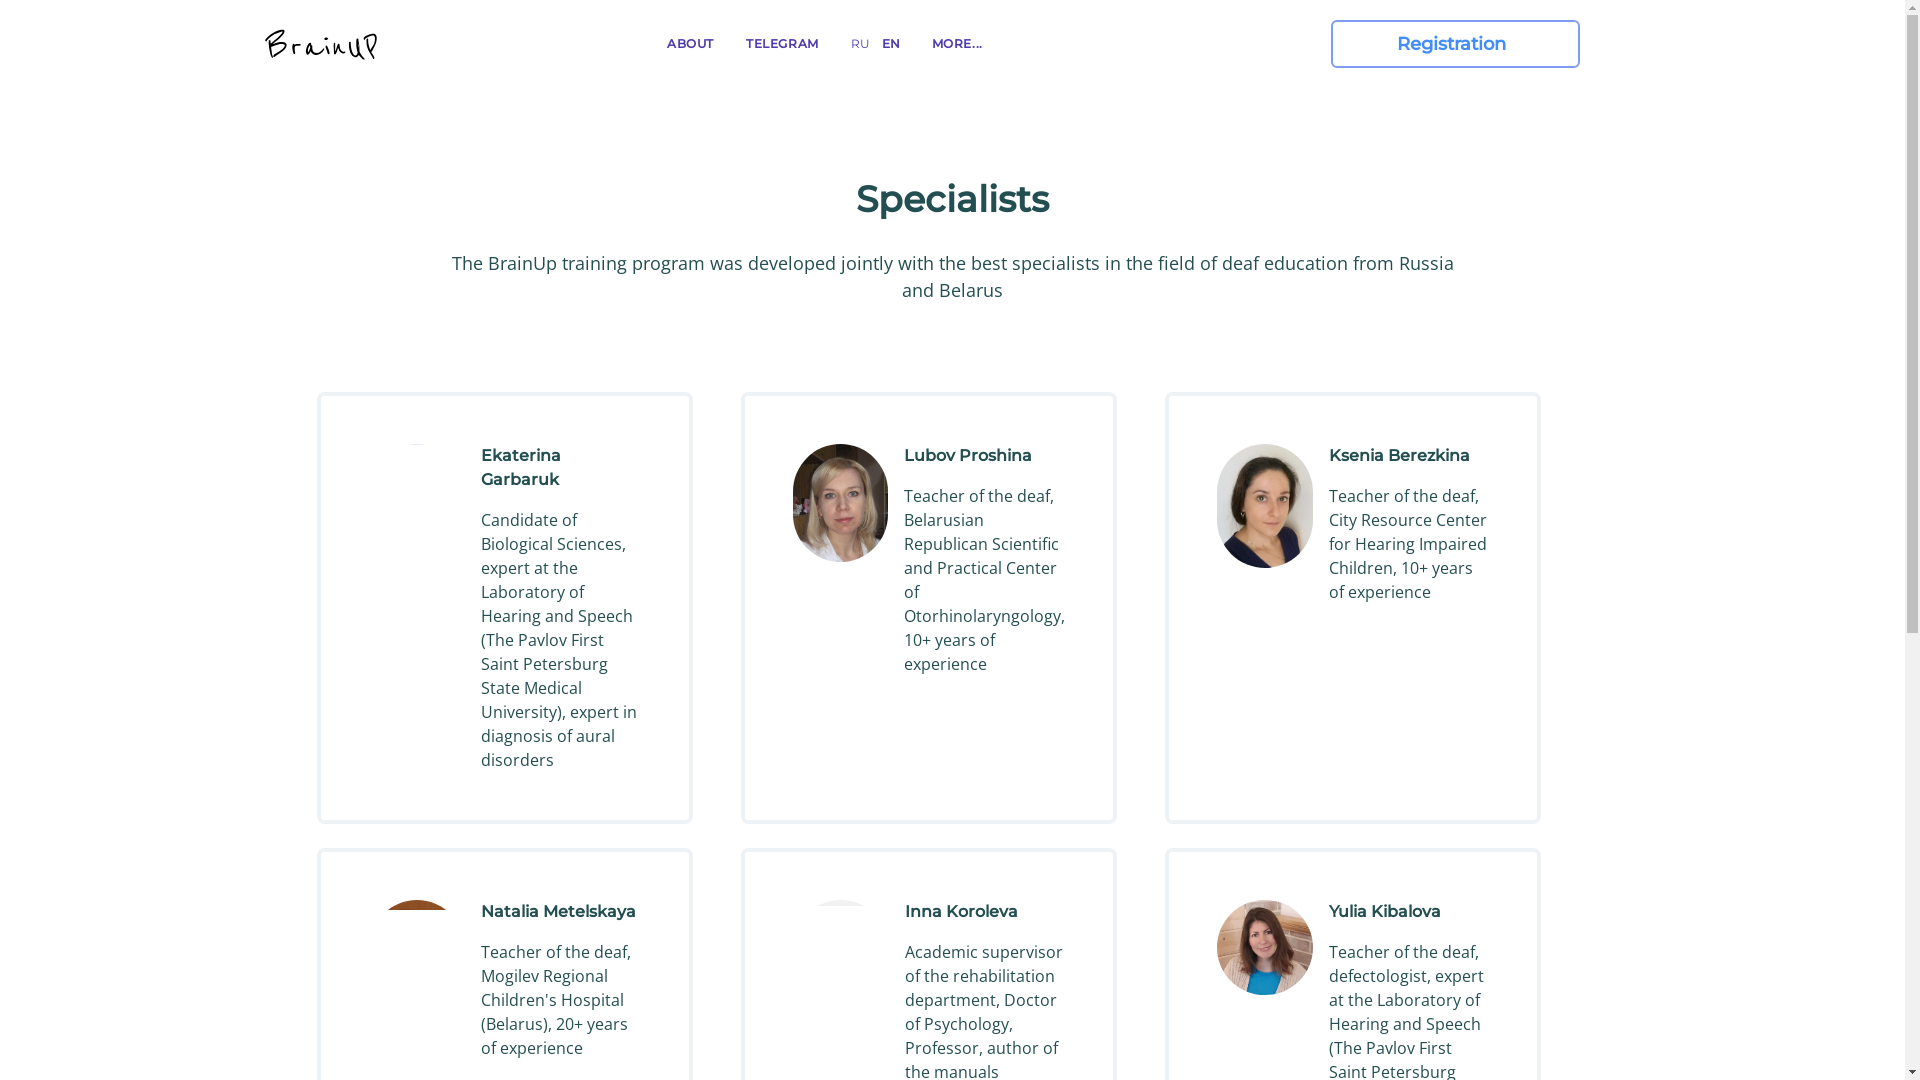 BrainUP
ABOUT
TELEGRAM
RU
EN
MORE...
Registration
Specialists
The BrainUp training program was developed jointly with the best specialists in the field of deaf education from Russia
and Belarus
Ekaterina
Garbaruk
Candidate of
Biological Sciences,
expert at the
Laboratory of
Hearing and Speech
(The Pavlov First
Saint Petersburg
State Medical
University), expert in
diagnosis of aural
disorders
Lubov Proshina
Teacher of the deaf,
Belarusian
Republican Scientific
and Practical Center
of
Otorhinolaryngology,
10+ years of
experience
Ksenia Berezkina
Teacher of the deaf,
City Resource Center
for Hearing Impaired
Children, 10+ years
of experience
Natalia Metelskaya
Teacher of the deaf,
Mogilev Regional
Children's Hospital
(Belarus), 20+ years
of experience
Inna Koroleva
Academic supervisor
of the rehabilitation
department, Doctor
of Psychology,
Professor, author of
the manuals
Yulia Kibalova
Teacher of the deaf,
defectologist, expert
at the Laboratory of
Hearing and Speech
(The Pavlov First
Saint Petersburg